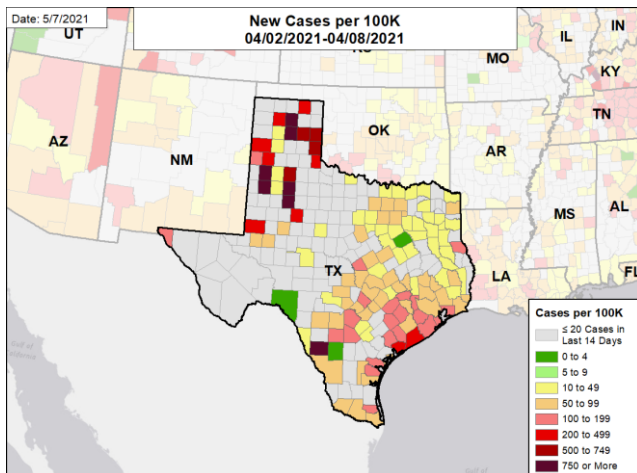 Date: 5/7/2021
New Cases per 100K
04/02/2021-04/08/2021
UT
MO
IL
IN
KY
TN
AZ
NM
OK
AR
MS
AL
TX
LA
FL
Gulf of
California
Cases per 100K
≤ 20 Cases in
Last 14 Days
0 to 4
5 to 9
10 to 49
50 to 99
100 to 199
200 to 499
500 to 749
750 or More